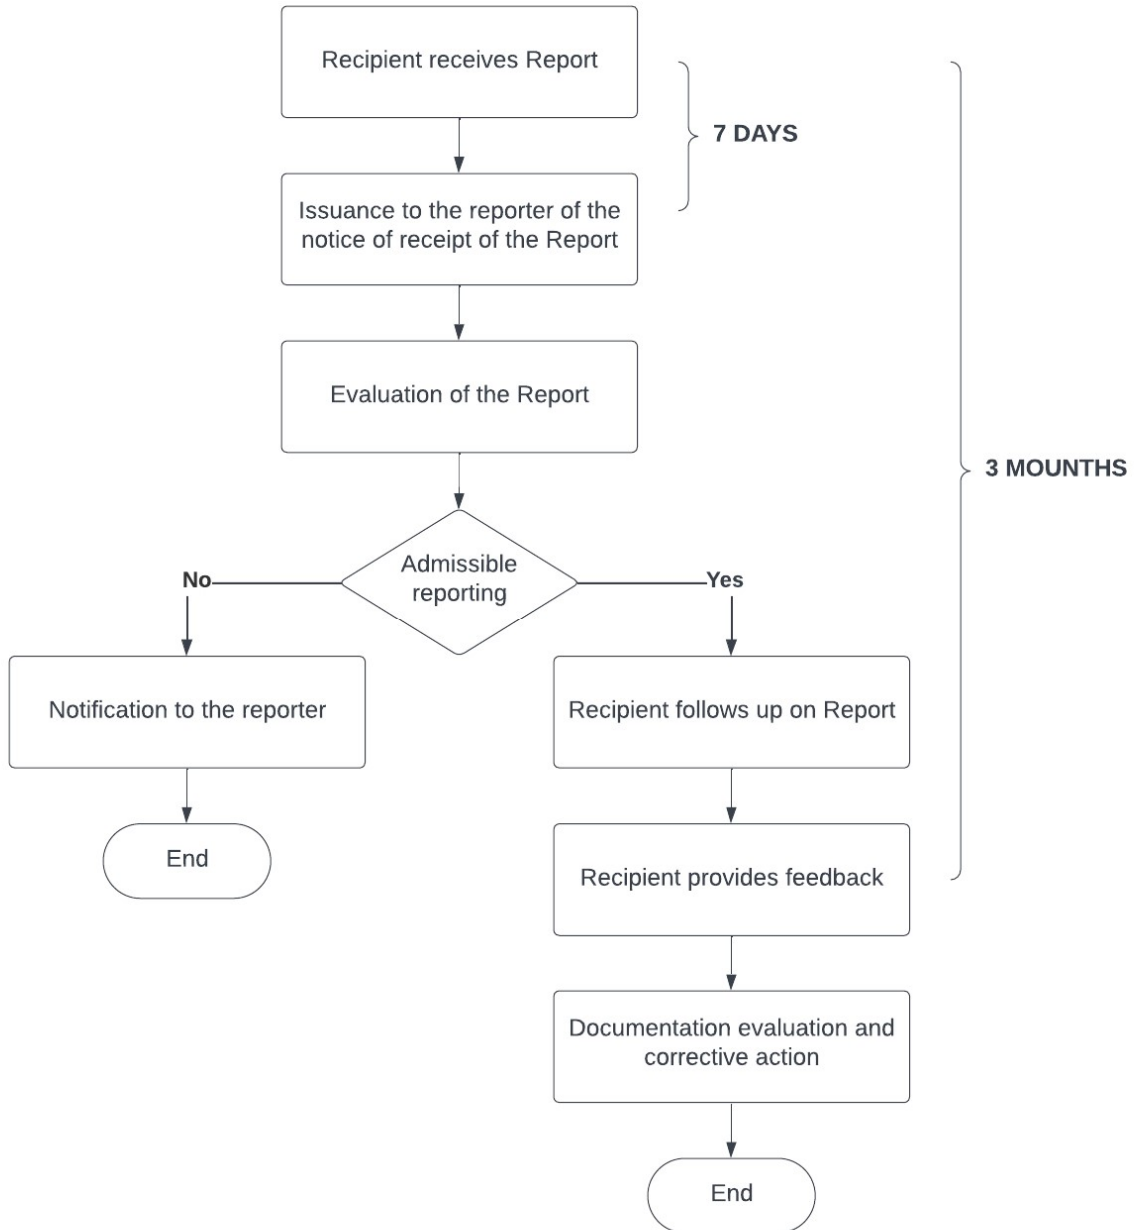 Recipient receives Report
7 DAYS
Issuance to the reporter of the
notice of receipt of the Report
Evaluation of the Report
3 MOUNTHS
Admissible
reporting
No
Yes
Notification to the reporter
Recipient follows up on Report
End
Recipient provides feedback
Documentation evaluation and
corrective action
End